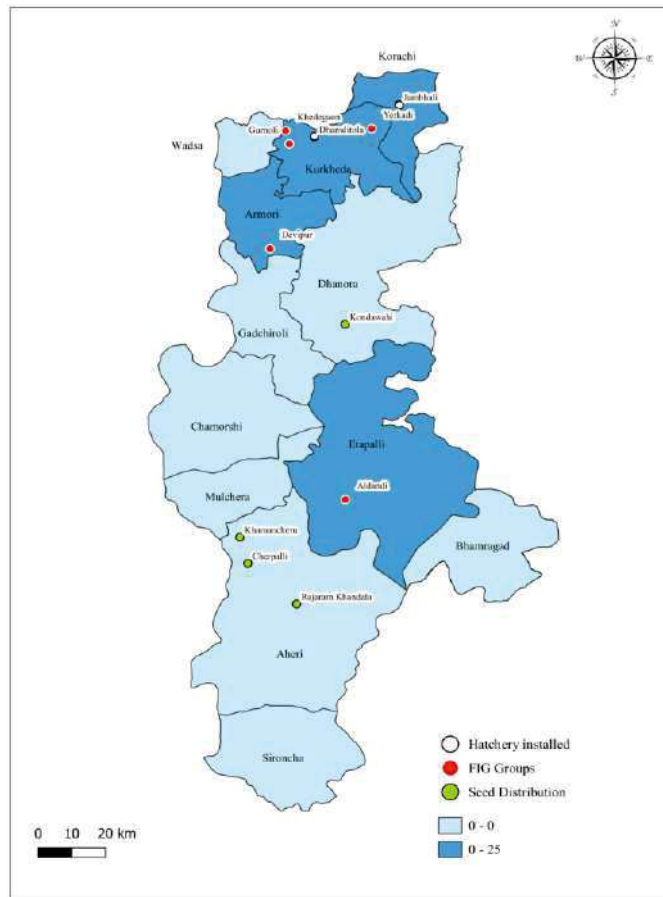 N
W
E
S
Korachi
Jambhali
Khedegaon
Yerkadi
Gurnoli
Dhamditola
Wadsa
Kurkheda
Armori
Devipur
Dhanora
Kondawahi
Gadchiroli
Chamorshi
Etapalli
Aldandi
Mulchera
Khamancheru
Bhamragad
Cherpalli
Rajaram Khandala
Aheri
Sironcha
Hatchery installed
FIG Groups
Seed Distribution
0 - 0
0 - 25
0 10 20 km